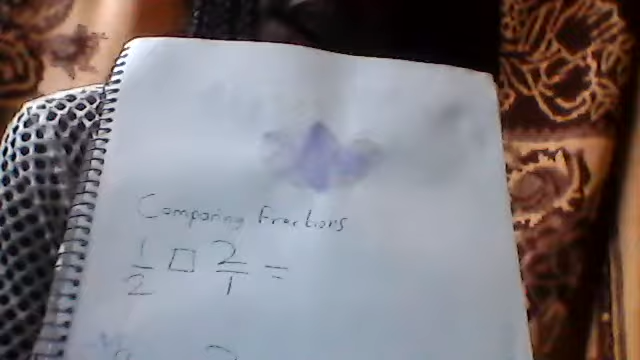 Comparing Fractions
1/2 □ 2/1 =